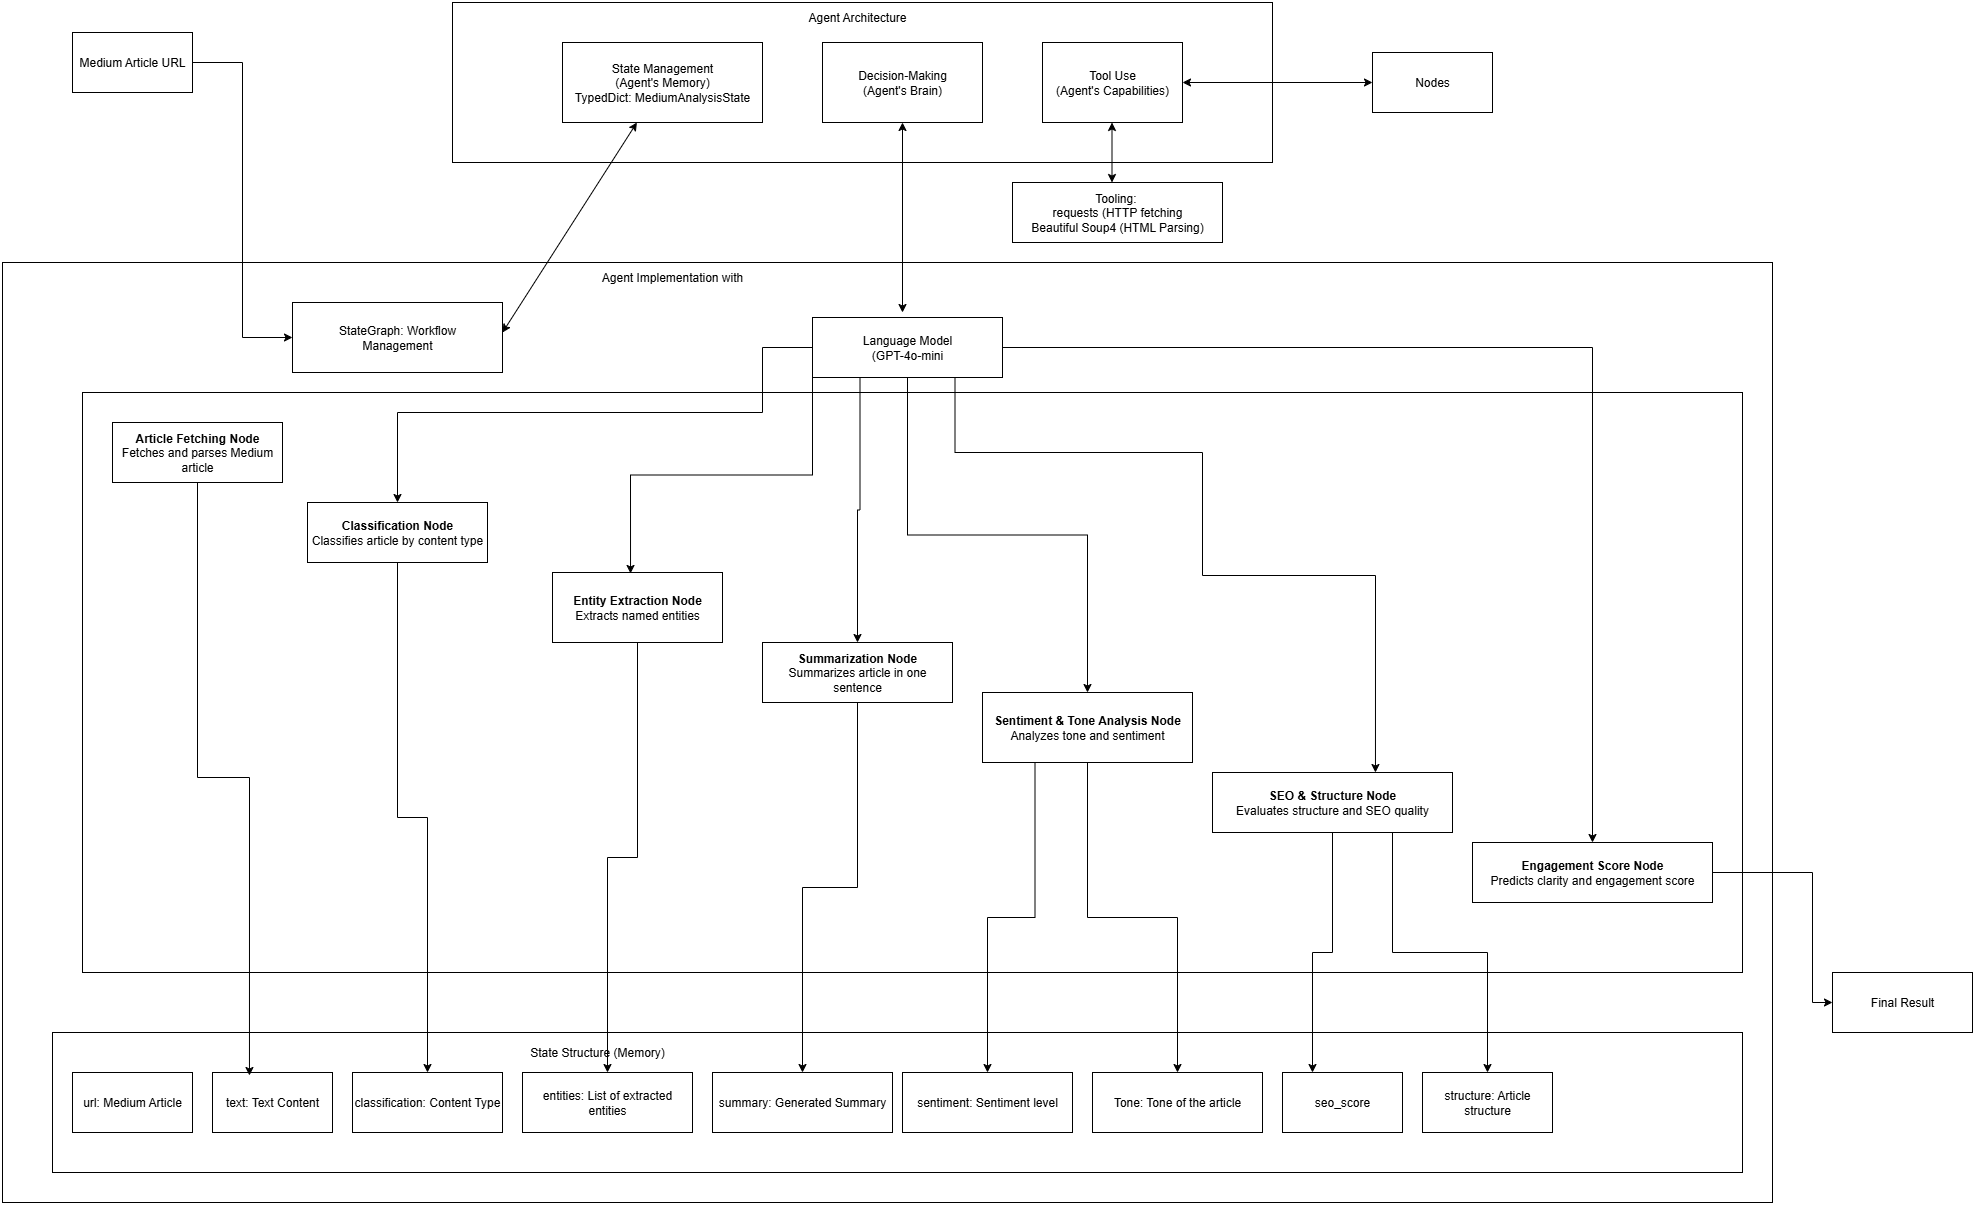 Agent Architecture
Medium Article URL
State Management
(Agent's Memory)
TypedDict: MediumAnalysisState
Decision-Making
(Agent's Brain)
Tool Use
(Agent's Capabilities)
Nodes
Tooling:
requests (HTTP fetching
Beautiful Soup4 (HTML Parsing)
Agent Implementation with
StateGraph: Workflow
Management
Language Model
(GPT-4o-mini
Article Fetching Node
Fetches and parses Medium
article
Classification Node
Classifies article by content type
Entity Extraction Node
Extracts named entities
Summarization Node
Summarizes article in one
sentence
Sentiment & Tone Analysis Node
Analyzes tone and sentiment
SEO & Structure Node
Evaluates structure and SEO quality
Engagement Score Node
Predicts clarity and engagement score
Final Result
State Structure (Memory)
url: Medium Article
text: Text Content
classification: Content Type
entities: List of extracted
entities
summary: Generated Summary
sentiment: Sentiment level
Tone: Tone of the article
seo_score
structure: Article
structure